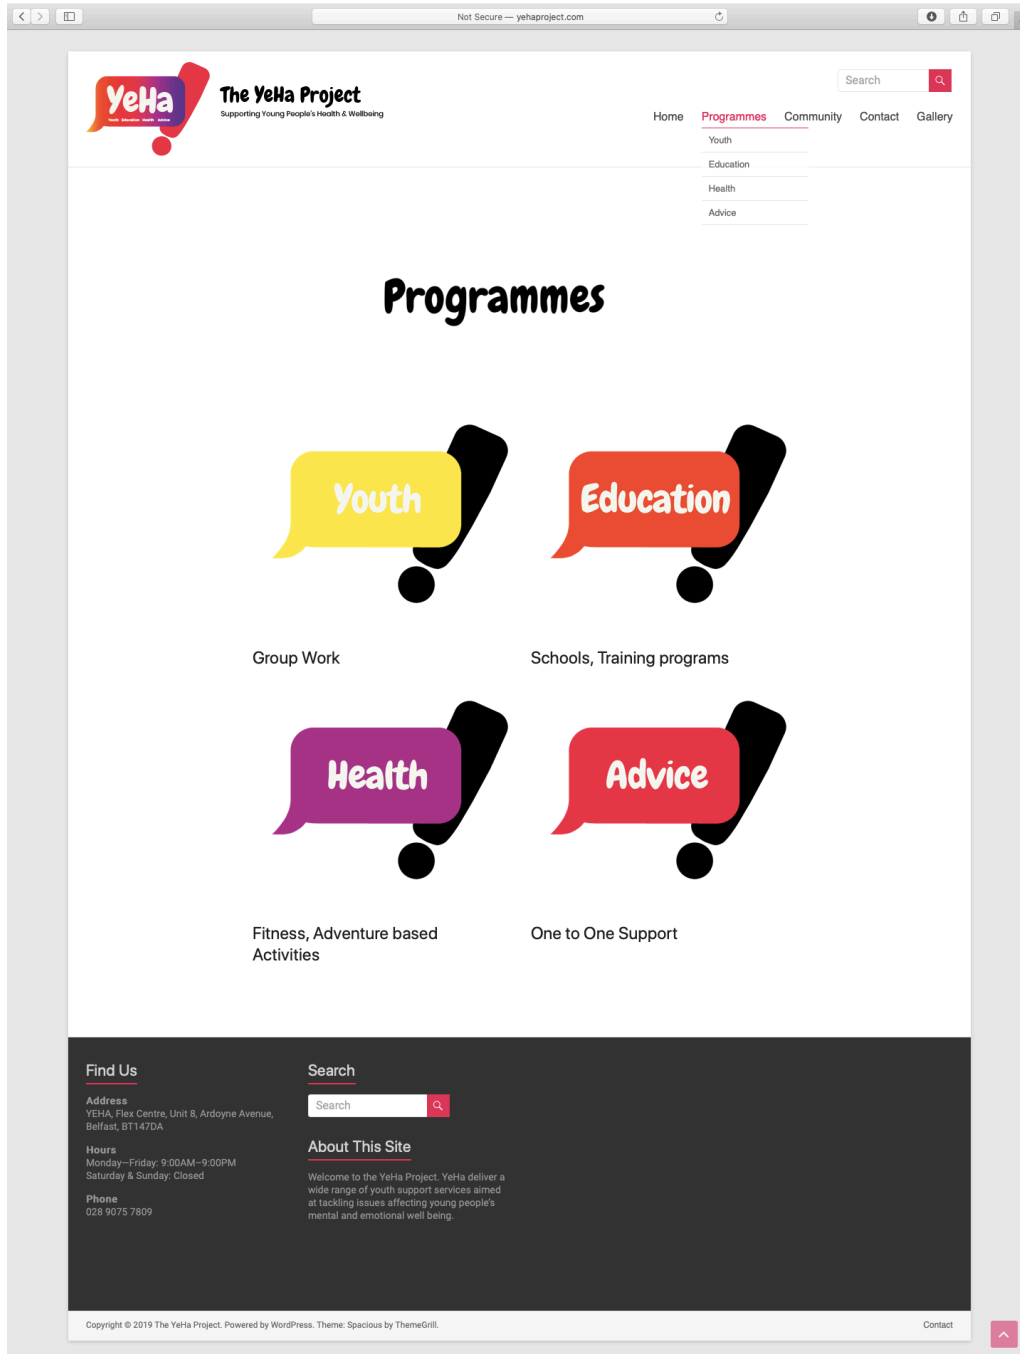 Not Secure — yehaproject.com
YeHa
Youth Education Health Advice
The YeHa Project
Supporting Young People's Health & Wellbeing
Search
Home Programmes Community Contact Gallery
Youth
Education
Health
Advice
Programmes
Youth
Education
Group Work
Schools, Training programs
Health
Advice
Fitness, Adventure based
Activities
One to One Support
Find Us
Address
YEHA, Flex Centre, Unit 8, Ardoyne Avenue,
Belfast, BT147DA
Hours
Monday—Friday: 9:00AM–9:00PM
Saturday & Sunday: Closed
Phone
028 9075 7809
Search
Search
About This Site
Welcome to the YeHa Project. YeHa deliver a
wide range of youth support services aimed
at tackling issues affecting young people's
mental and emotional well being.
Copyright © 2019 The YeHa Project. Powered by WordPress. Theme: Spacious by ThemeGrill.
Contact